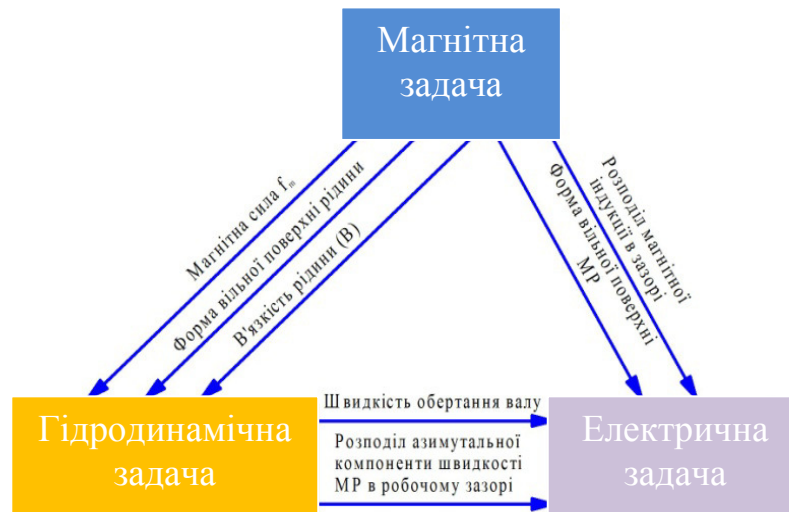 Магнітна
задача
Магнітна сила fm
Форма вільної поверхні рідини
В'язкість рідини (В)
Розподіл магнітної
індукції в зазорі
Форма вільної поверхні
МР
Швидкість обертання валу
Розподіл азимутальної
компоненти швидкості
МР в робочому зазорі
Гідродинамічна
задача
Електрична
задача